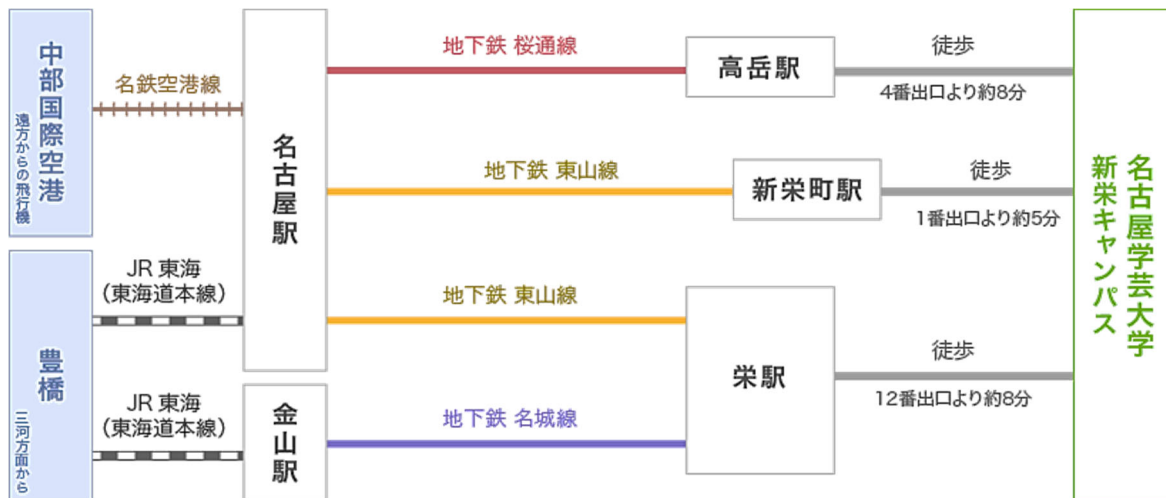 中部国際空港
遠方からの飛行機
名鉄空港線
名古屋駅
地下鉄 桜通線
高岳駅
徒歩
4番出口より約8分
地下鉄 東山線
新栄町駅
徒歩
1番出口より約5分
豊橋
三河方面から
JR 東海
(東海道本線)
地下鉄 東山線
栄駅
徒歩
12番出口より約8分
JR 東海
(東海道本線)
金山駅
地下鉄 名城線
名古屋学芸大学
新栄キャンパス